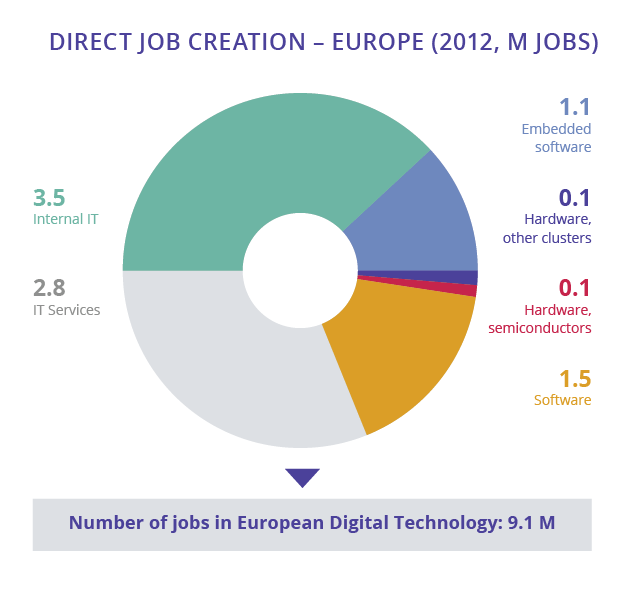 DIRECT JOB CREATION – EUROPE (2012, M JOBS)
1.1
Embedded
software
3.5
Internal IT
0.1
Hardware,
other clusters
2.8
IT Services
0.1
Hardware,
semiconductors
1.5
Software
Number of jobs in European Digital Technology: 9.1 M